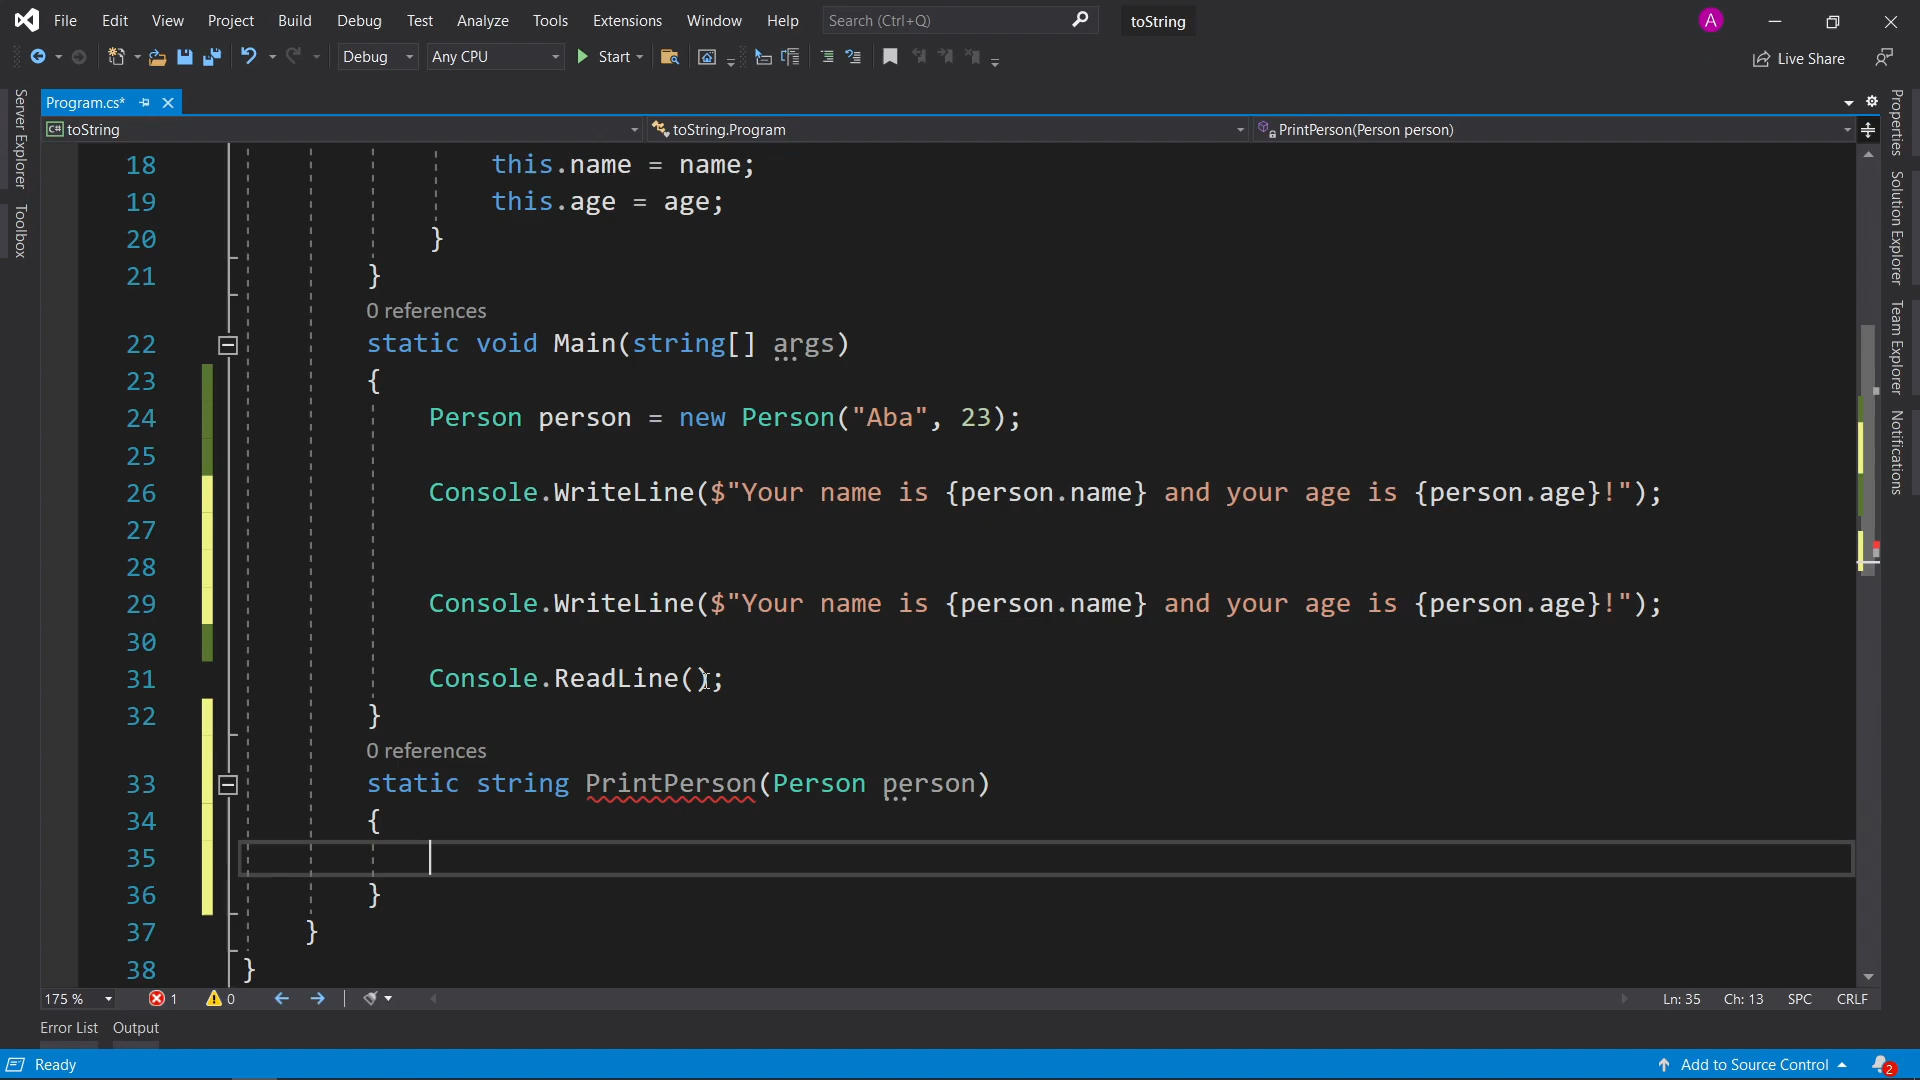 File Edit View Project Build Debug Test Analyze Tools Extensions Window Help Search (Ctrl+Q) toString A
Debug Any CPU Start Live Share
Program.cs*
C# toString toString.Program PrintPerson(Person person)
Server Explorer
Toolbox
18 this.name = name;
19 this.age = age;
20 }
21 }
0 references
22 static void Main(string[] args)
23 {
24 Person person = new Person("Aba", 23);
25
26 Console.WriteLine($"Your name is {person.name} and your age is {person.age}!");
27
28
29 Console.WriteLine($"Your name is {person.name} and your age is {person.age}!");
30
31 Console.ReadLine();
32 }
0 references
33 static string PrintPerson(Person person)
34 {
35
36 }
37 }
38 }
Properties
Solution Explorer
Team Explorer
Notifications
175 % 1 0 Ln: 35 Ch: 13 SPC CRLF
Error List Output
Ready Add to Source Control 2